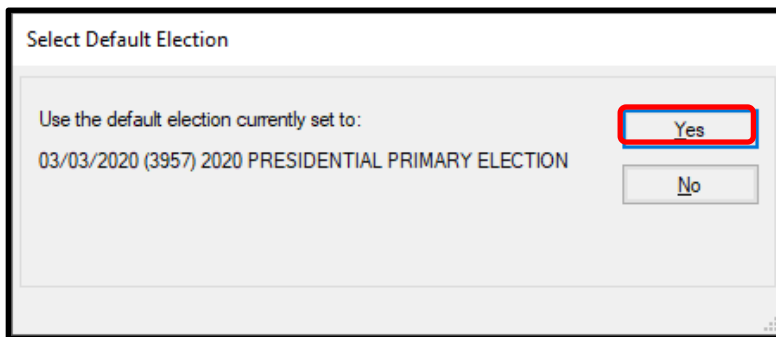 Select Default Election
Use the default election currently set to:
03/03/2020 (3957) 2020 PRESIDENTIAL PRIMARY ELECTION
Yes
No